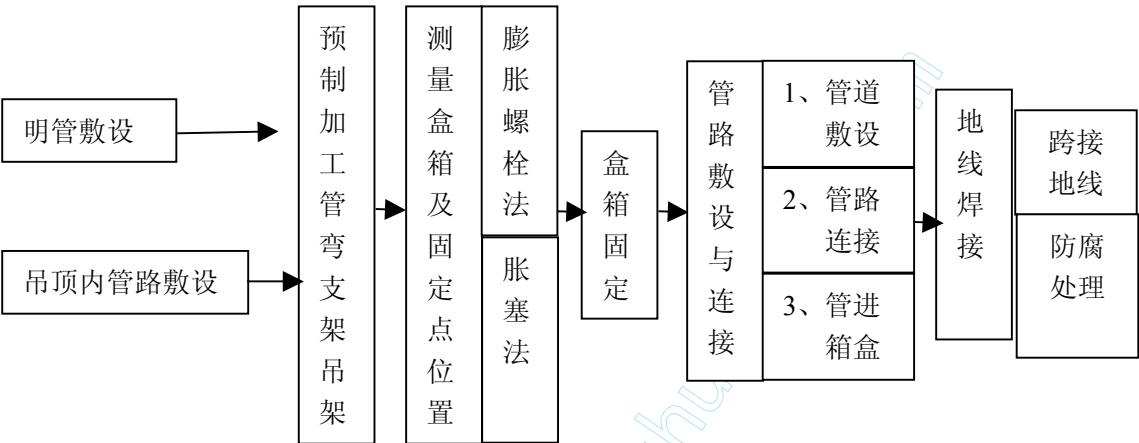 明管敷设
吊顶内管路敷设
预制加工管弯支架吊架
测量盒箱及固定点位置
膨胀螺栓法
胀塞法
盒箱固定
管路敷设与连接
1、管道
敷设
2、管路
连接
3、管进
箱盒
地线焊接
跨接
地线
防腐
处理